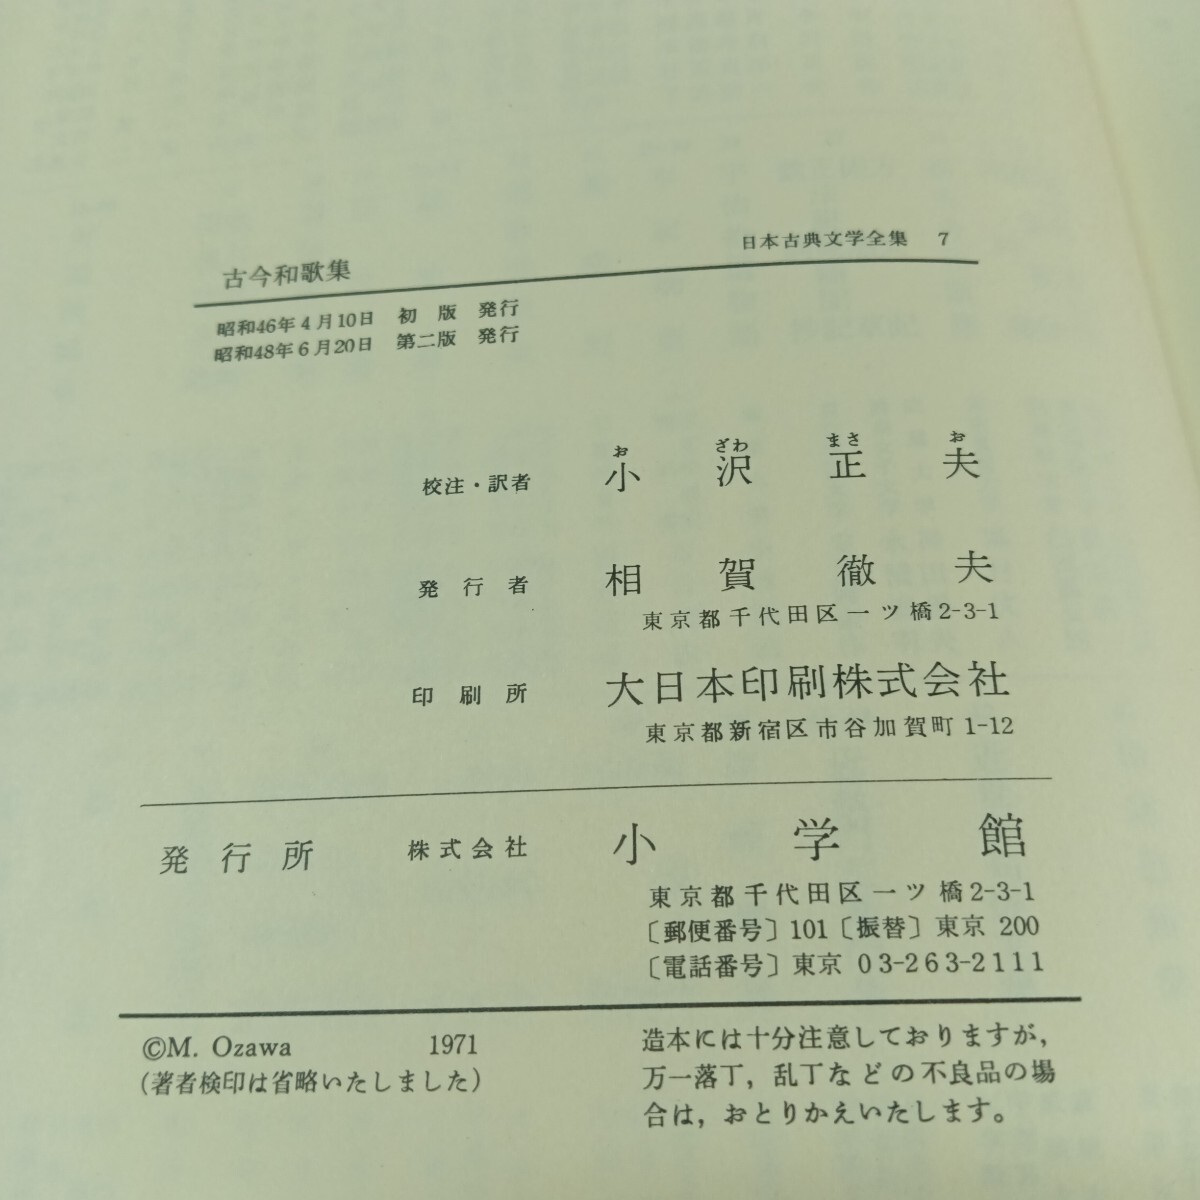 日本古典文学全集 7
古今和歌集
昭和46年4月10日 初版 発行
昭和48年6月20日 第二版 発行
お ざわ まさ お
校注・訳者 小沢正夫
発行者 相賀徹夫
東京都千代田区一ツ橋2-3-1
印刷所 大日本印刷株式会社
東京都新宿区市谷加賀町1-12
発行所 株式会社 小学館
東京都千代田区一ツ橋2-3-1
〔郵便番号〕101〔振替〕東京 200
〔電話番号〕東京 03-263-2111
©M. Ozawa 1971
(著者検印は省略いたしました)
造本には十分注意しておりますが,
万一落丁, 乱丁などの不良品の場
合は, おとりかえいたします。